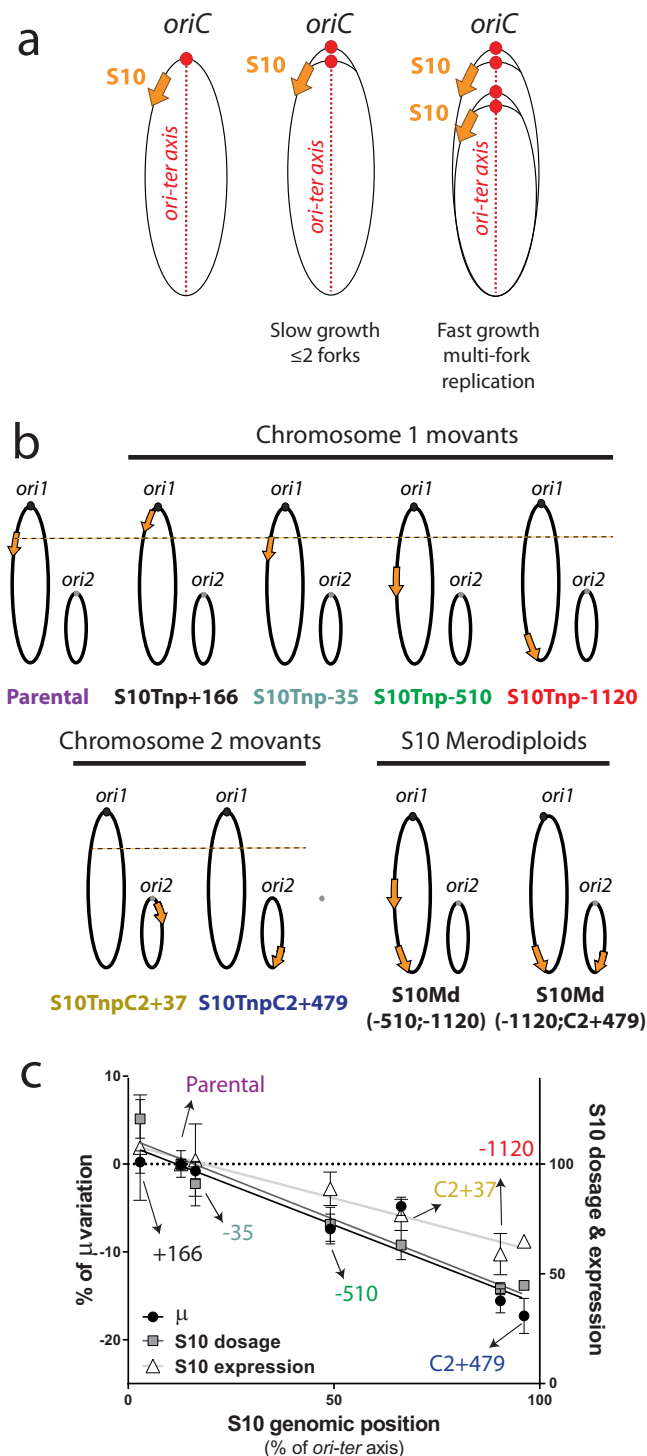 a
oriC
oriC
oriC
S10
S10
S10
S10
ori-ter axis
ori-ter axis
ori-ter axis
Slow growth
≤2 forks
Fast growth
multi-fork
replication
b
Chromosome 1 movants
ori1
ori1
ori1
ori1
ori1
ori2
ori2
ori2
ori2
ori2
Parental
S10Tnp+166
S10Tnp-35
S10Tnp-510
S10Tnp-1120
Chromosome 2 movants
S10 Merodiploids
ori1
ori1
ori1
ori1
ori2
ori2
ori2
ori2
S10TnpC2+37
S10TnpC2+479
S10Md
(-510;-1120)
S10Md
(-1120;C2+479)
c
% of μvariation
10
0
-10
-20
Parental
+166
-35
-510
C2+37
-1120
C2+479
μ
S10 dosage
S10 expression
100
50
0
S10 dosage & expression
0
50
100
S10 genomic position
(% of ori-ter axis)